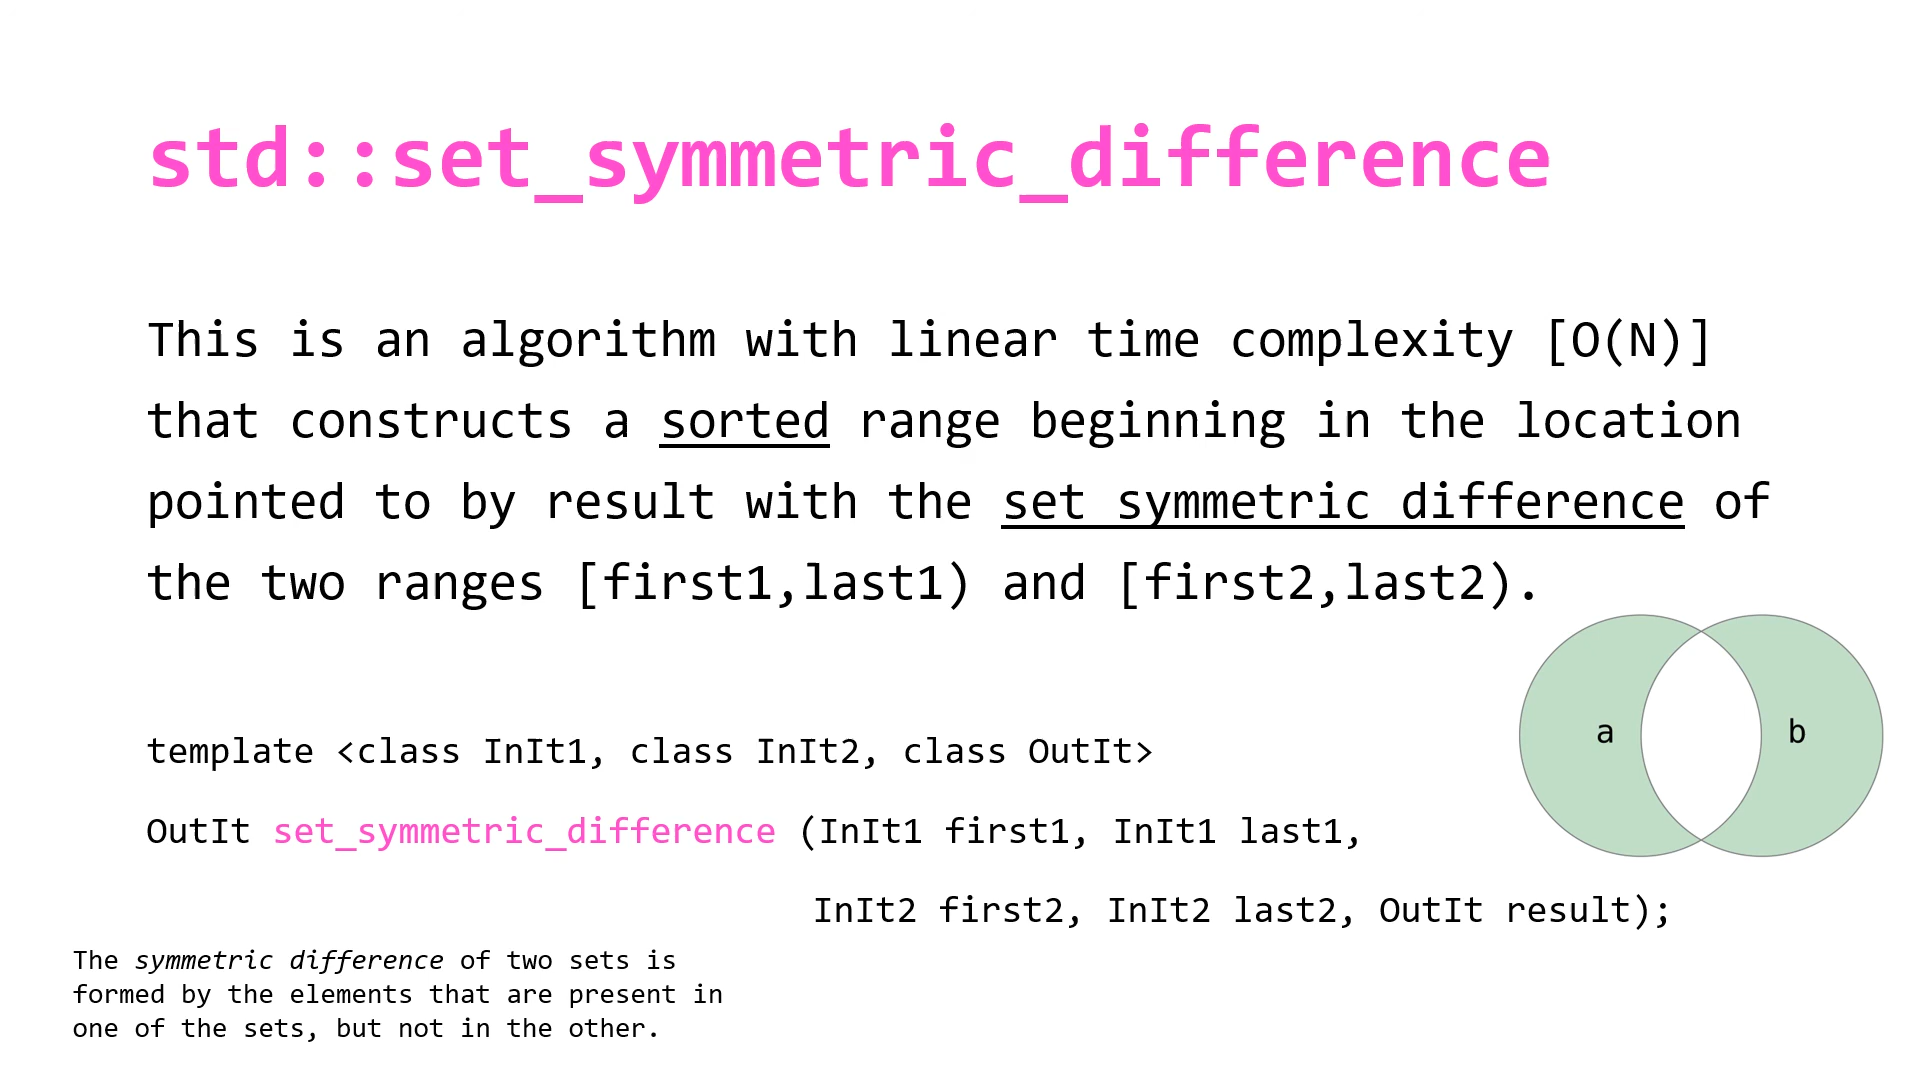 std::set_symmetric_difference
This is an algorithm with linear time complexity [O(N)]
that constructs a sorted range beginning in the location
pointed to by result with the set symmetric difference of
the two ranges [first1,last1) and [first2,last2).
a b
template <class InIt1, class InIt2, class OutIt>
OutIt set_symmetric_difference (InIt1 first1, InIt1 last1,
InIt2 first2, InIt2 last2, OutIt result);
The symmetric difference of two sets is
formed by the elements that are present in
one of the sets, but not in the other.